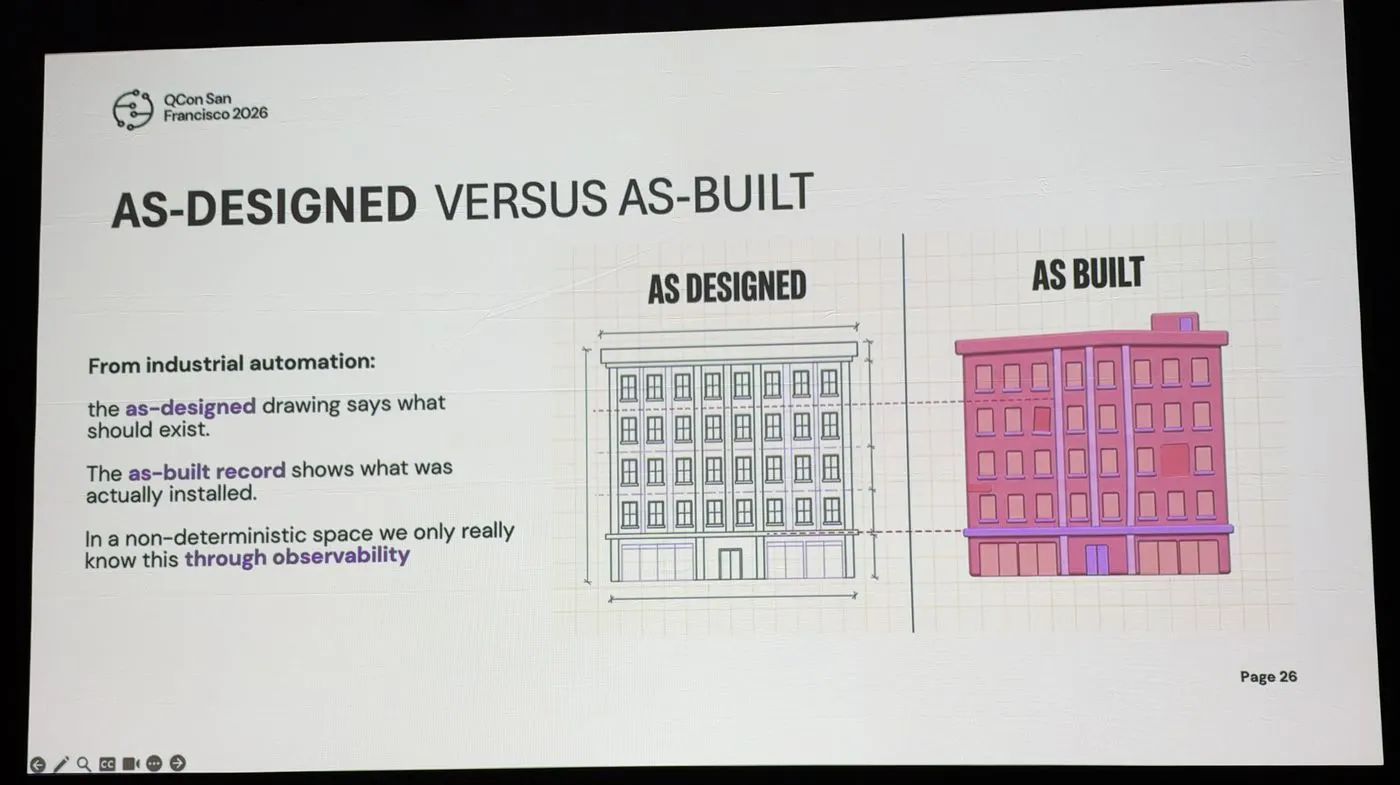 QCon San
Francisco 2026
AS-DESIGNED VERSUS AS-BUILT
From industrial automation:
the as-designed drawing says what
should exist.
The as-built record shows what was
actually installed.
In a non-deterministic space we only really
know this through observability
AS DESIGNED
AS BUILT
Page 26
CC